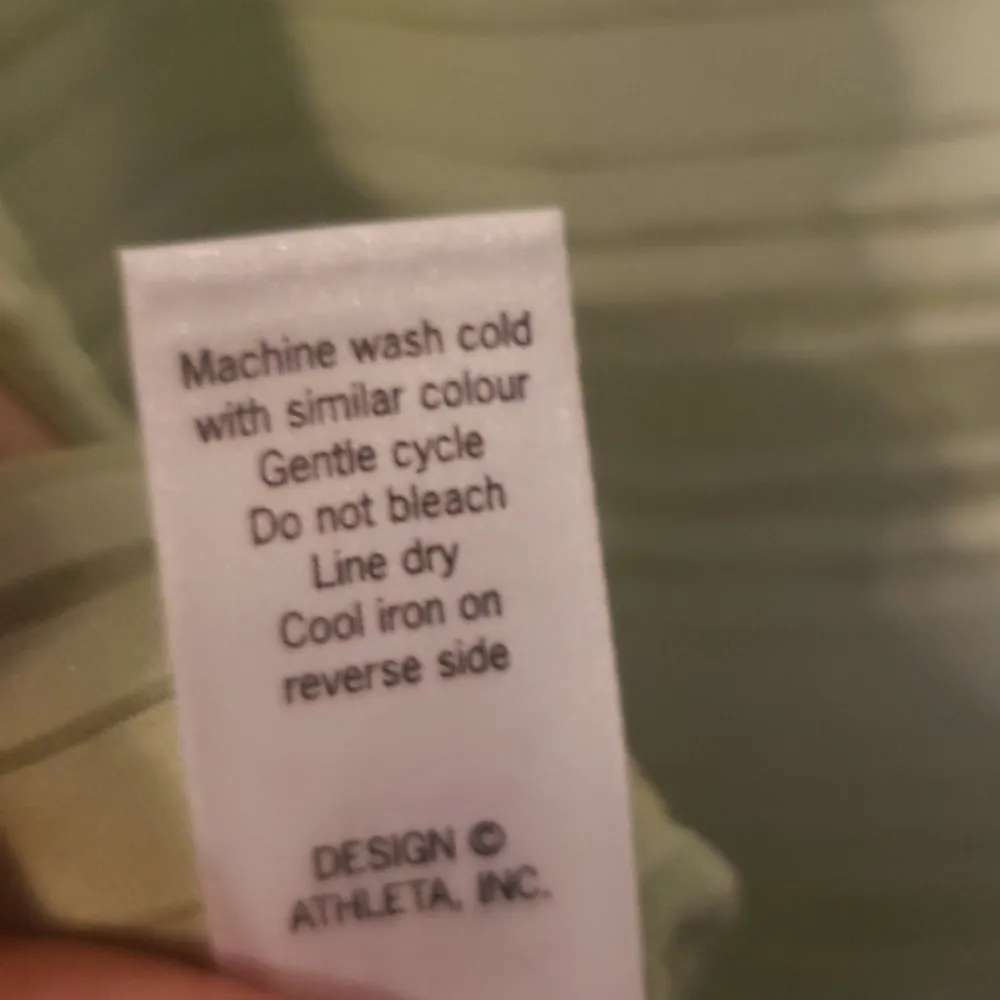 Machine wash cold
with similar colour
Gentle cycle
Do not bleach
Line dry
Cool iron on
reverse side
DESIGN ©
ATHLETA, INC.